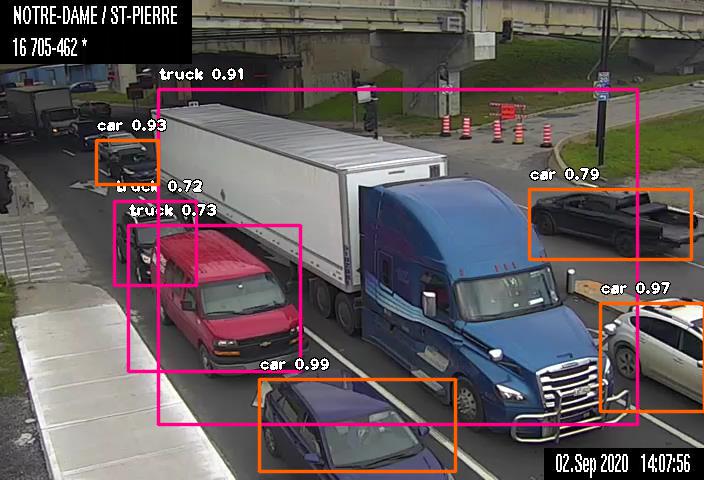 NOTRE-DAME / ST-PIERRE
16 705-462 *
truck 0.91
car 0.93
car 0.79
truck 0.72
truck 0.73
car 0.97
car 0.99
02.Sep 2020 14:07:56